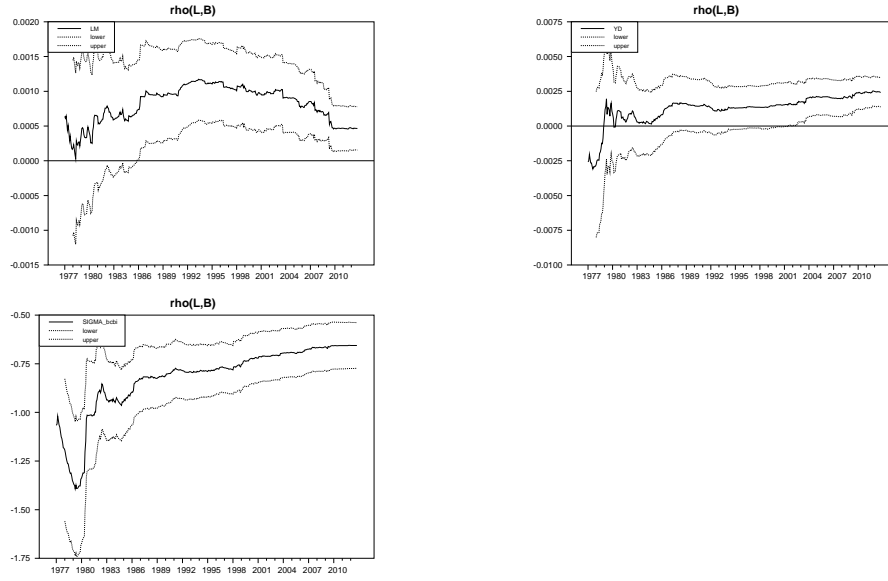 rho(L,B)
LM
lower
upper
0.0020
0.0015
0.0010
0.0005
0.0000
-0.0005
-0.0010
-0.0015
1977 1980 1983 1986 1989 1992 1995 1998 2001 2004 2007 2010
rho(L,B)
YD
lower
upper
0.0075
0.0050
0.0025
0.0000
-0.0025
-0.0050
-0.0075
-0.0100
1977 1980 1983 1986 1989 1992 1995 1998 2001 2004 2007 2010
rho(L,B)
SIGMA_bcbi
lower
upper
-0.50
-0.75
-1.00
-1.25
-1.50
-1.75
1977 1980 1983 1986 1989 1992 1995 1998 2001 2004 2007 2010